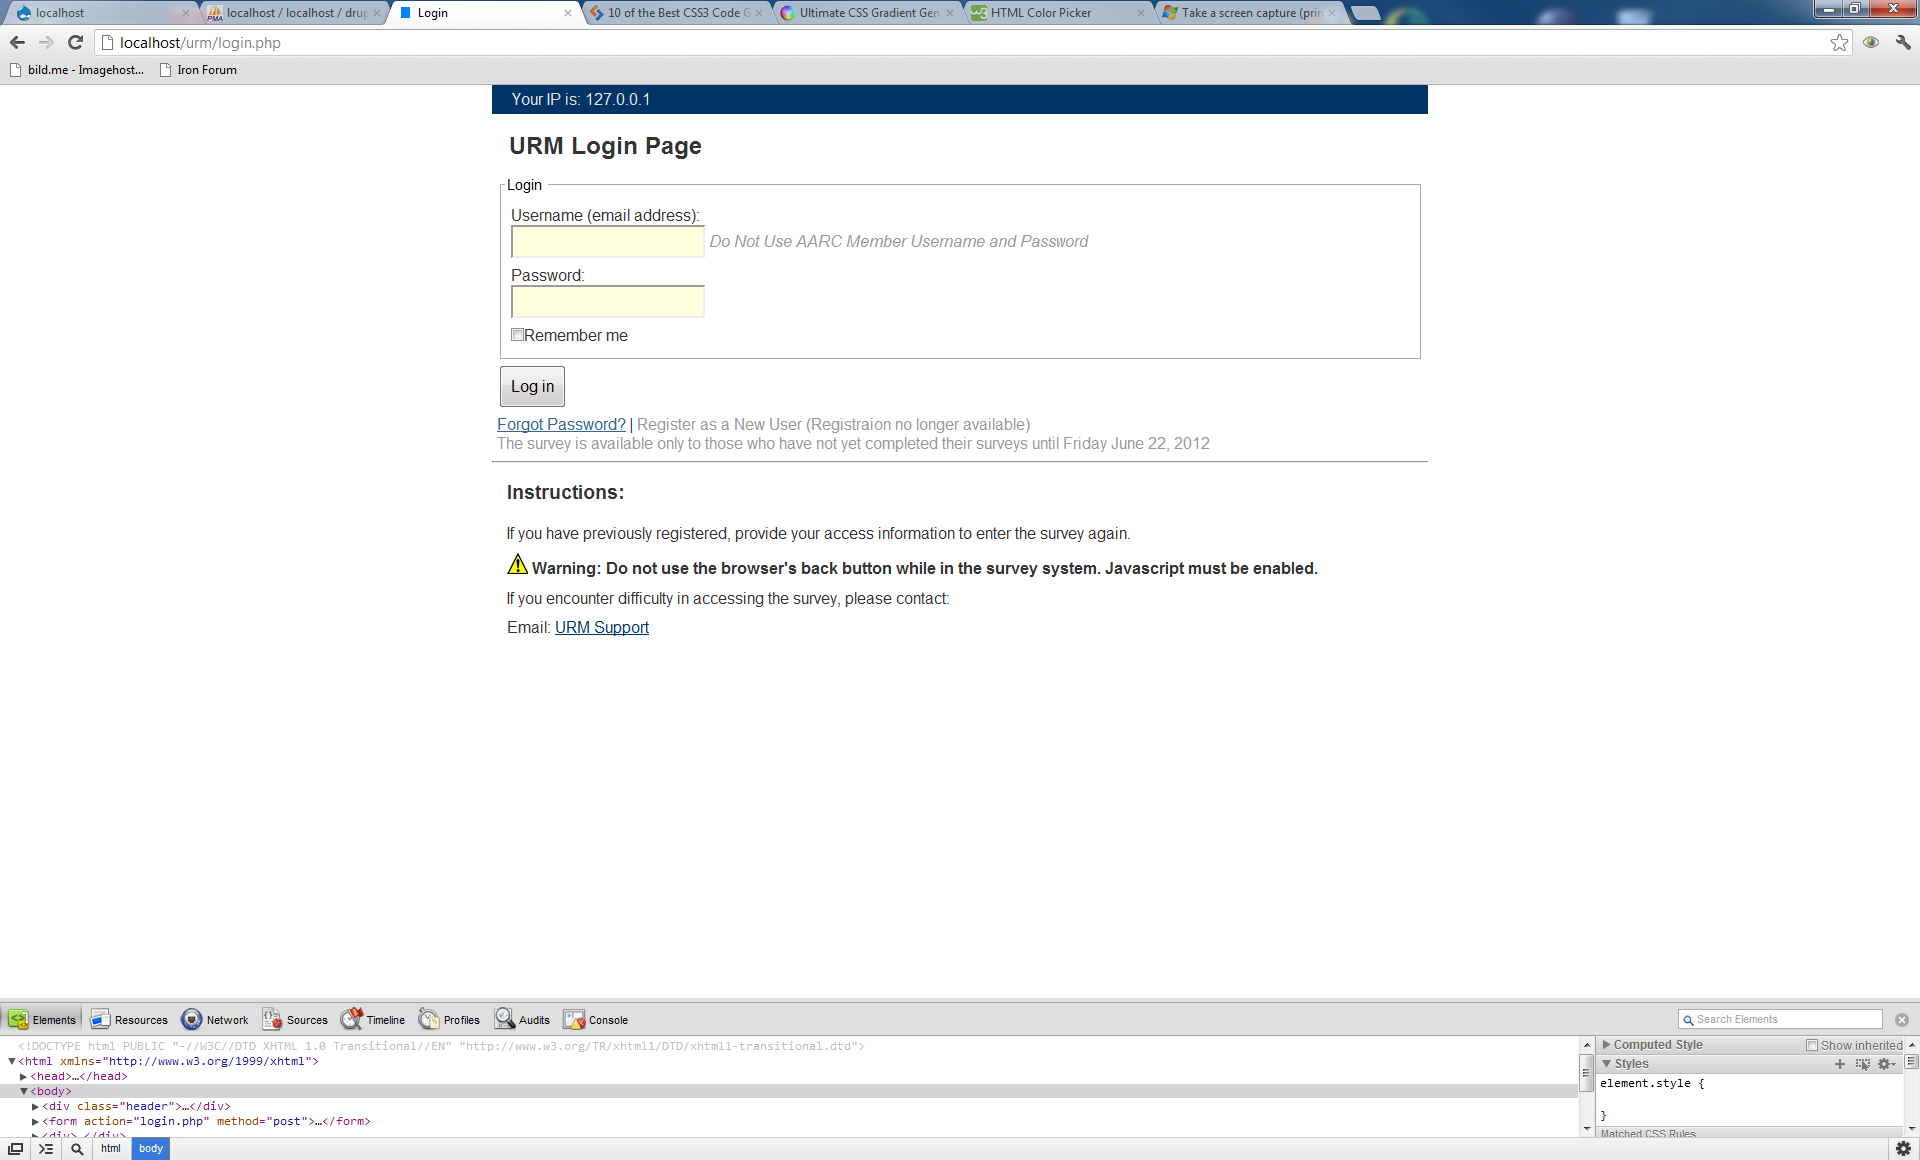 localhost
localhost / localhost / drup
Login
10 of the Best CSS3 Code G
Ultimate CSS Gradient Gen
HTML Color Picker
Take a screen capture (prin
localhost/urm/login.php
bild.me - Imagehost...
Iron Forum
Your IP is: 127.0.0.1
URM Login Page
Login
Username (email address):
Do Not Use AARC Member Username and Password
Password:
Remember me
Log in
Forgot Password? | Register as a New User (Registraion no longer available)
The survey is available only to those who have not yet completed their surveys until Friday June 22, 2012
Instructions:
If you have previously registered, provide your access information to enter the survey again.
Warning: Do not use the browser's back button while in the survey system. Javascript must be enabled.
If you encounter difficulty in accessing the survey, please contact:
Email: URM Support
Elements
Resources
Network
Sources
Timeline
Profiles
Audits
Console
Search Elements
<!DOCTYPE html PUBLIC "-//W3C//DTD XHTML 1.0 Transitional//EN" "http://www.w3.org/TR/xhtml1/DTD/xhtml1-transitional.dtd">
<html xmlns="http://www.w3.org/1999/xhtml">
<head>…</head>
<body>
<div class="header">…</div>
<form action="login.php" method="post">…</form>
<div>…</div>
Computed Style
Show inherited
Styles
element.style {
}
Matched CSS Rules
html
body